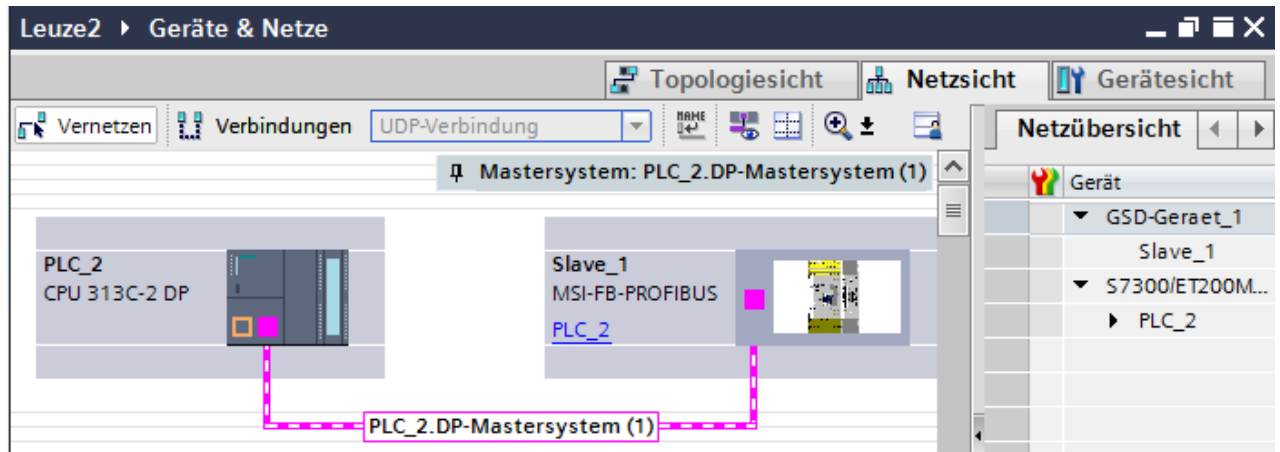 Leuze2 ▸ Geräte & Netze
Topologiesicht Netzsicht Gerätesicht
Vernetzen Verbindungen UDP-Verbindung NAME ± Netzübersicht
Mastersystem: PLC_2.DP-Mastersystem (1)
Gerät
GSD-Geraet_1
Slave_1
S7300/ET200M...
PLC_2
PLC_2
CPU 313C-2 DP
Slave_1
MSI-FB-PROFIBUS
PLC_2
PLC_2.DP-Mastersystem (1)